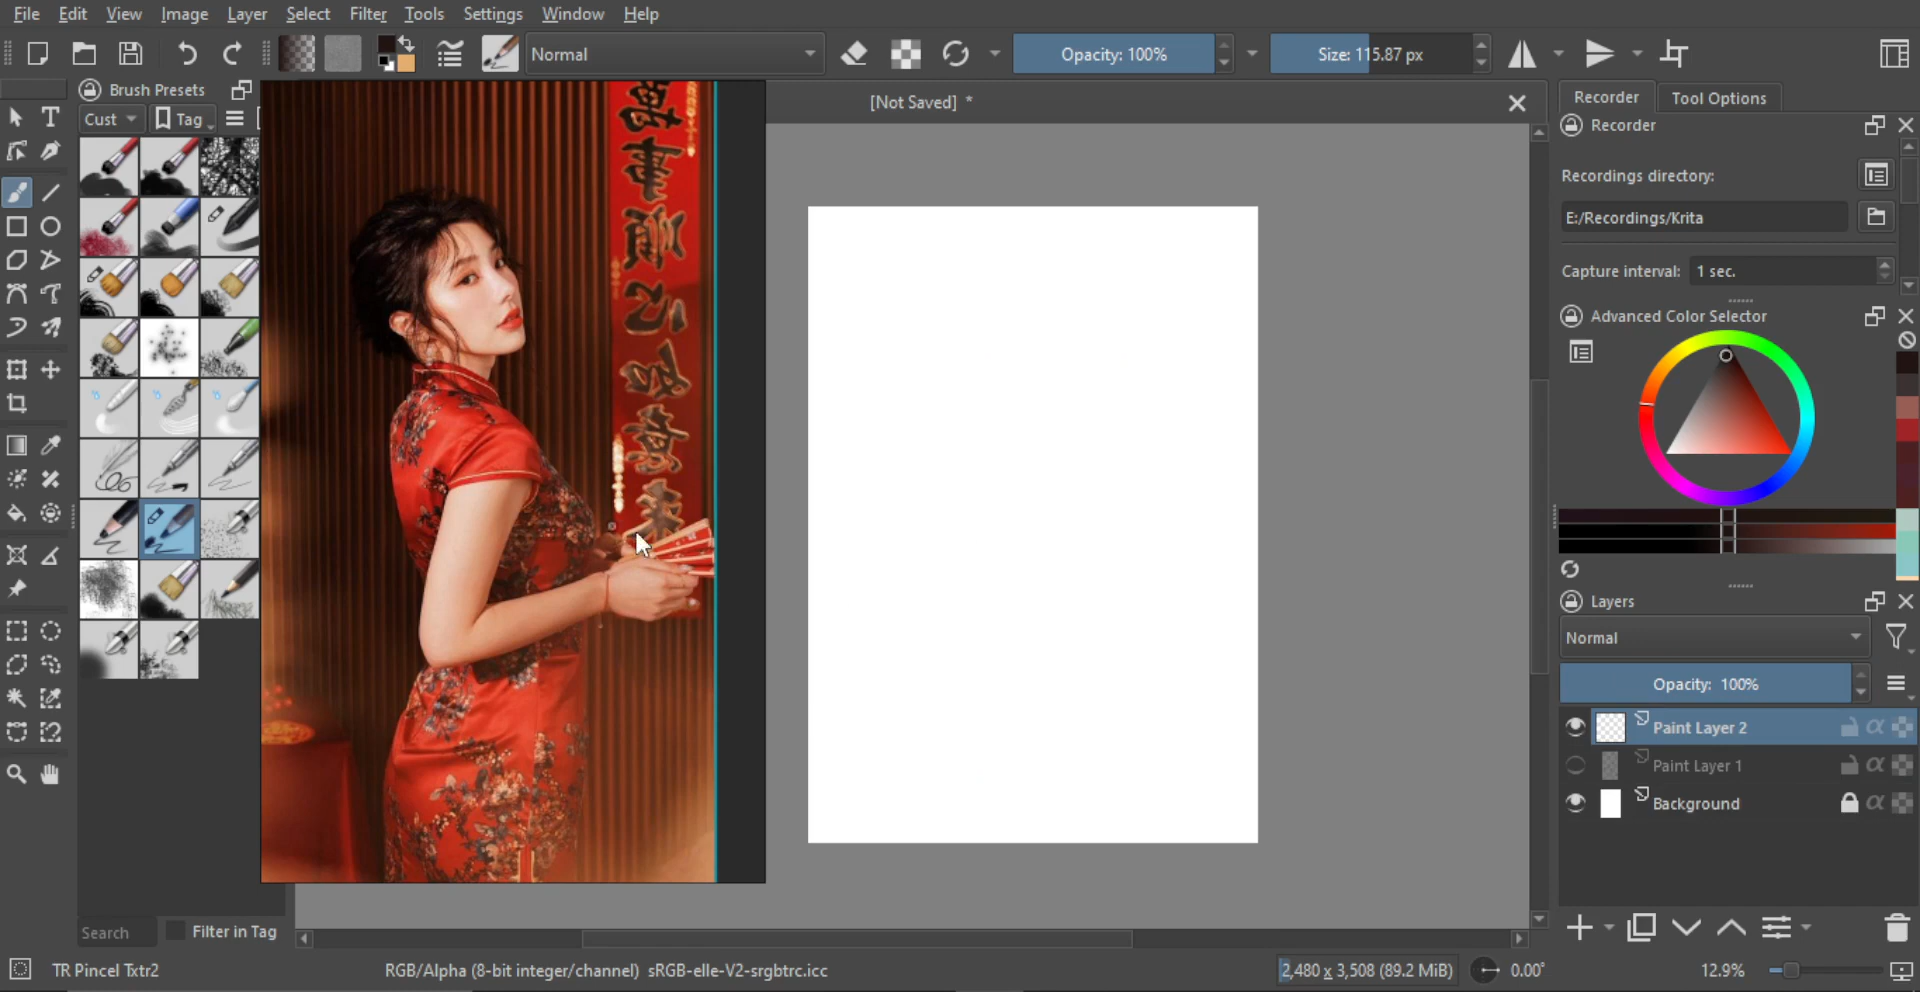 File Edit View Image Layer Select Filter Tools Settings Window Help
Normal Opacity: 100% Size: 115.87 px
Brush Presets
Cust Tag
[Not Saved] *
Recorder Tool Options
Recorder
Recordings directory:
E:/Recordings/Krita
Capture interval: 1 sec.
Advanced Color Selector
Layers
Normal
Opacity: 100%
Paint Layer 2
Paint Layer 1
Background
Search Filter in Tag
TR Pincel Txtr2 RGB/Alpha (8-bit integer/channel) sRGB-elle-V2-srgbtrc.icc 2,480 x 3,508 (89.2 MiB) 0.00° 12.9%